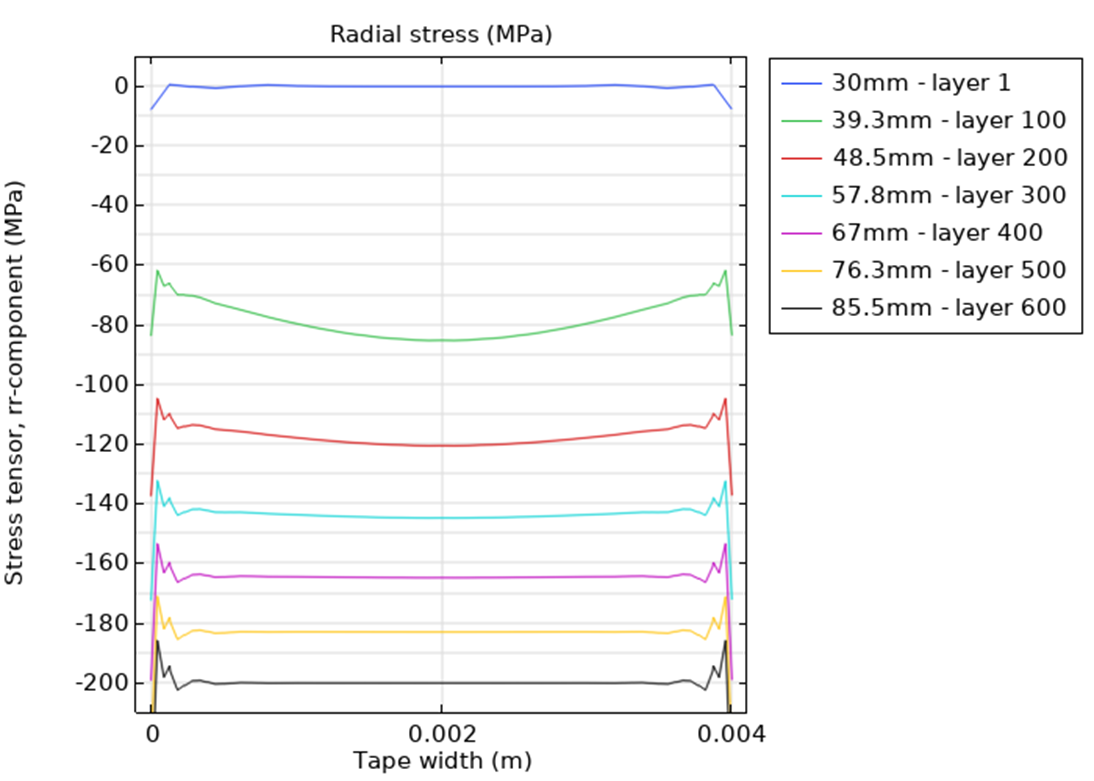 Radial stress (MPa)
Stress tensor, rr-component (MPa)
0
-20
-40
-60
-80
-100
-120
-140
-160
-180
-200
0
0.002
0.004
Tape width (m)
30mm - layer 1
39.3mm - layer 100
48.5mm - layer 200
57.8mm - layer 300
67mm - layer 400
76.3mm - layer 500
85.5mm - layer 600